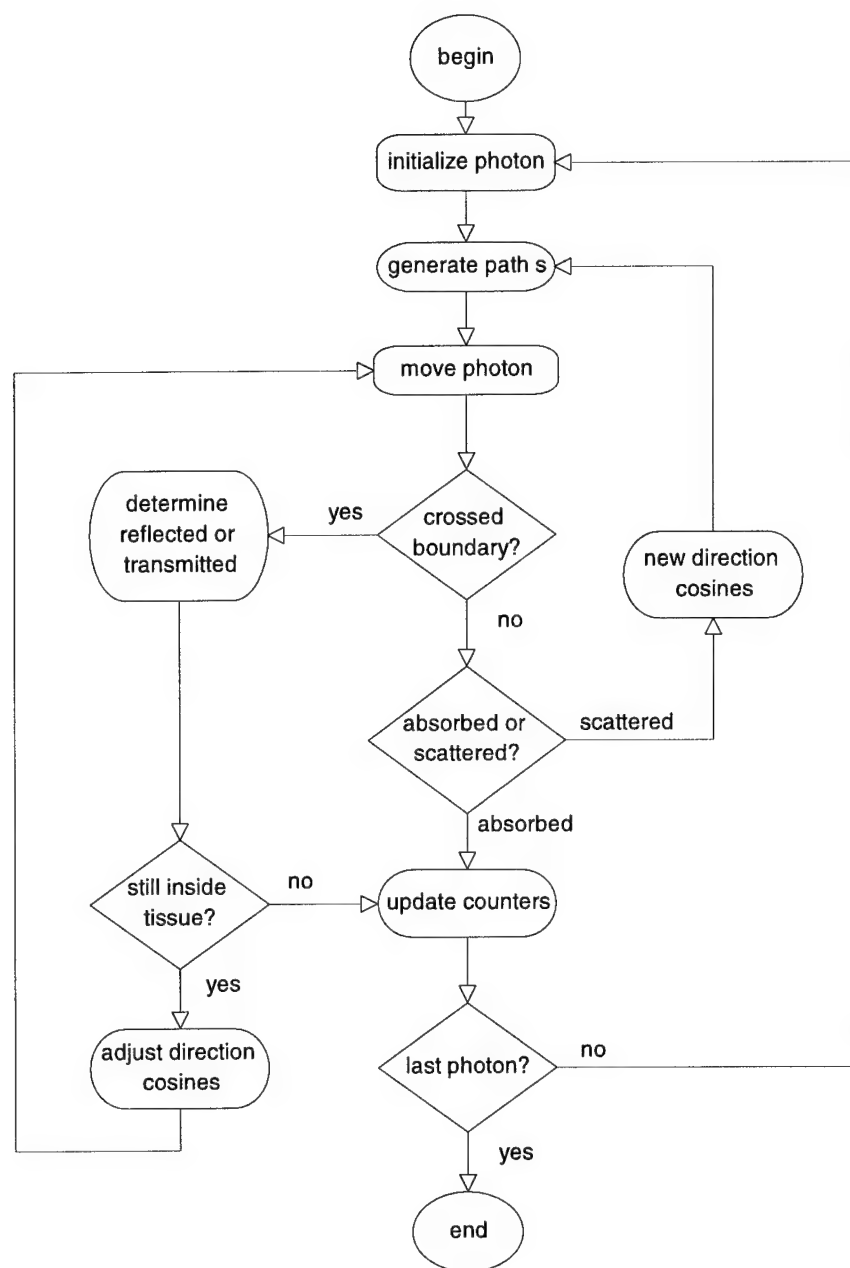 begin
initialize photon
generate path s
move photon
determine
reflected or
transmitted
yes
crossed
boundary?
new direction
cosines
no
absorbed or
scattered?
scattered
absorbed
still inside
tissue?
no
update counters
yes
adjust direction
cosines
last photon?
no
yes
end